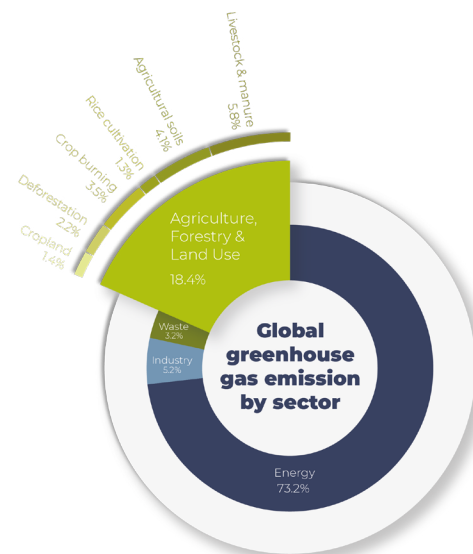 Livestock & manure
5.8%
Agricultural soils
4.1%
Rice cultivation
1.3%
Crop burning
3.5%
Deforestation
2.2%
Cropland
1.4%
Agriculture,
Forestry &
Land Use
18.4%
Waste
3.2%
Industry
5.2%
Global
greenhouse
gas emission
by sector
Energy
73.2%